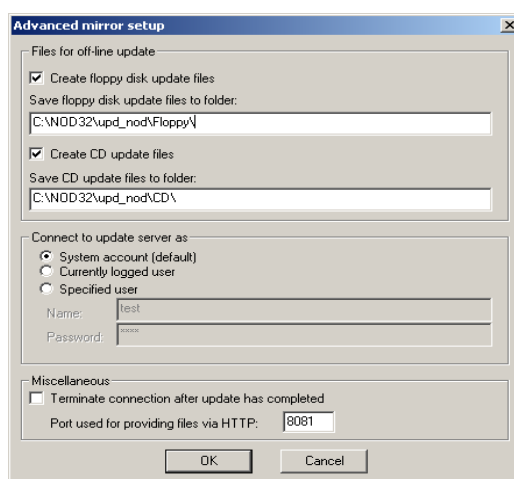 Advanced mirror setup
Files for off-line update
Create floppy disk update files
Save floppy disk update files to folder:
C:\NOD32\upd_nod\Floppy\
Create CD update files
Save CD update files to folder:
C:\NOD32\upd_nod\CD\
Connect to update server as
System account (default)
Currently logged user
Specified user
Name: test
Password: ****
Miscellaneous
Terminate connection after update has completed
Port used for providing files via HTTP: 8081
OK Cancel